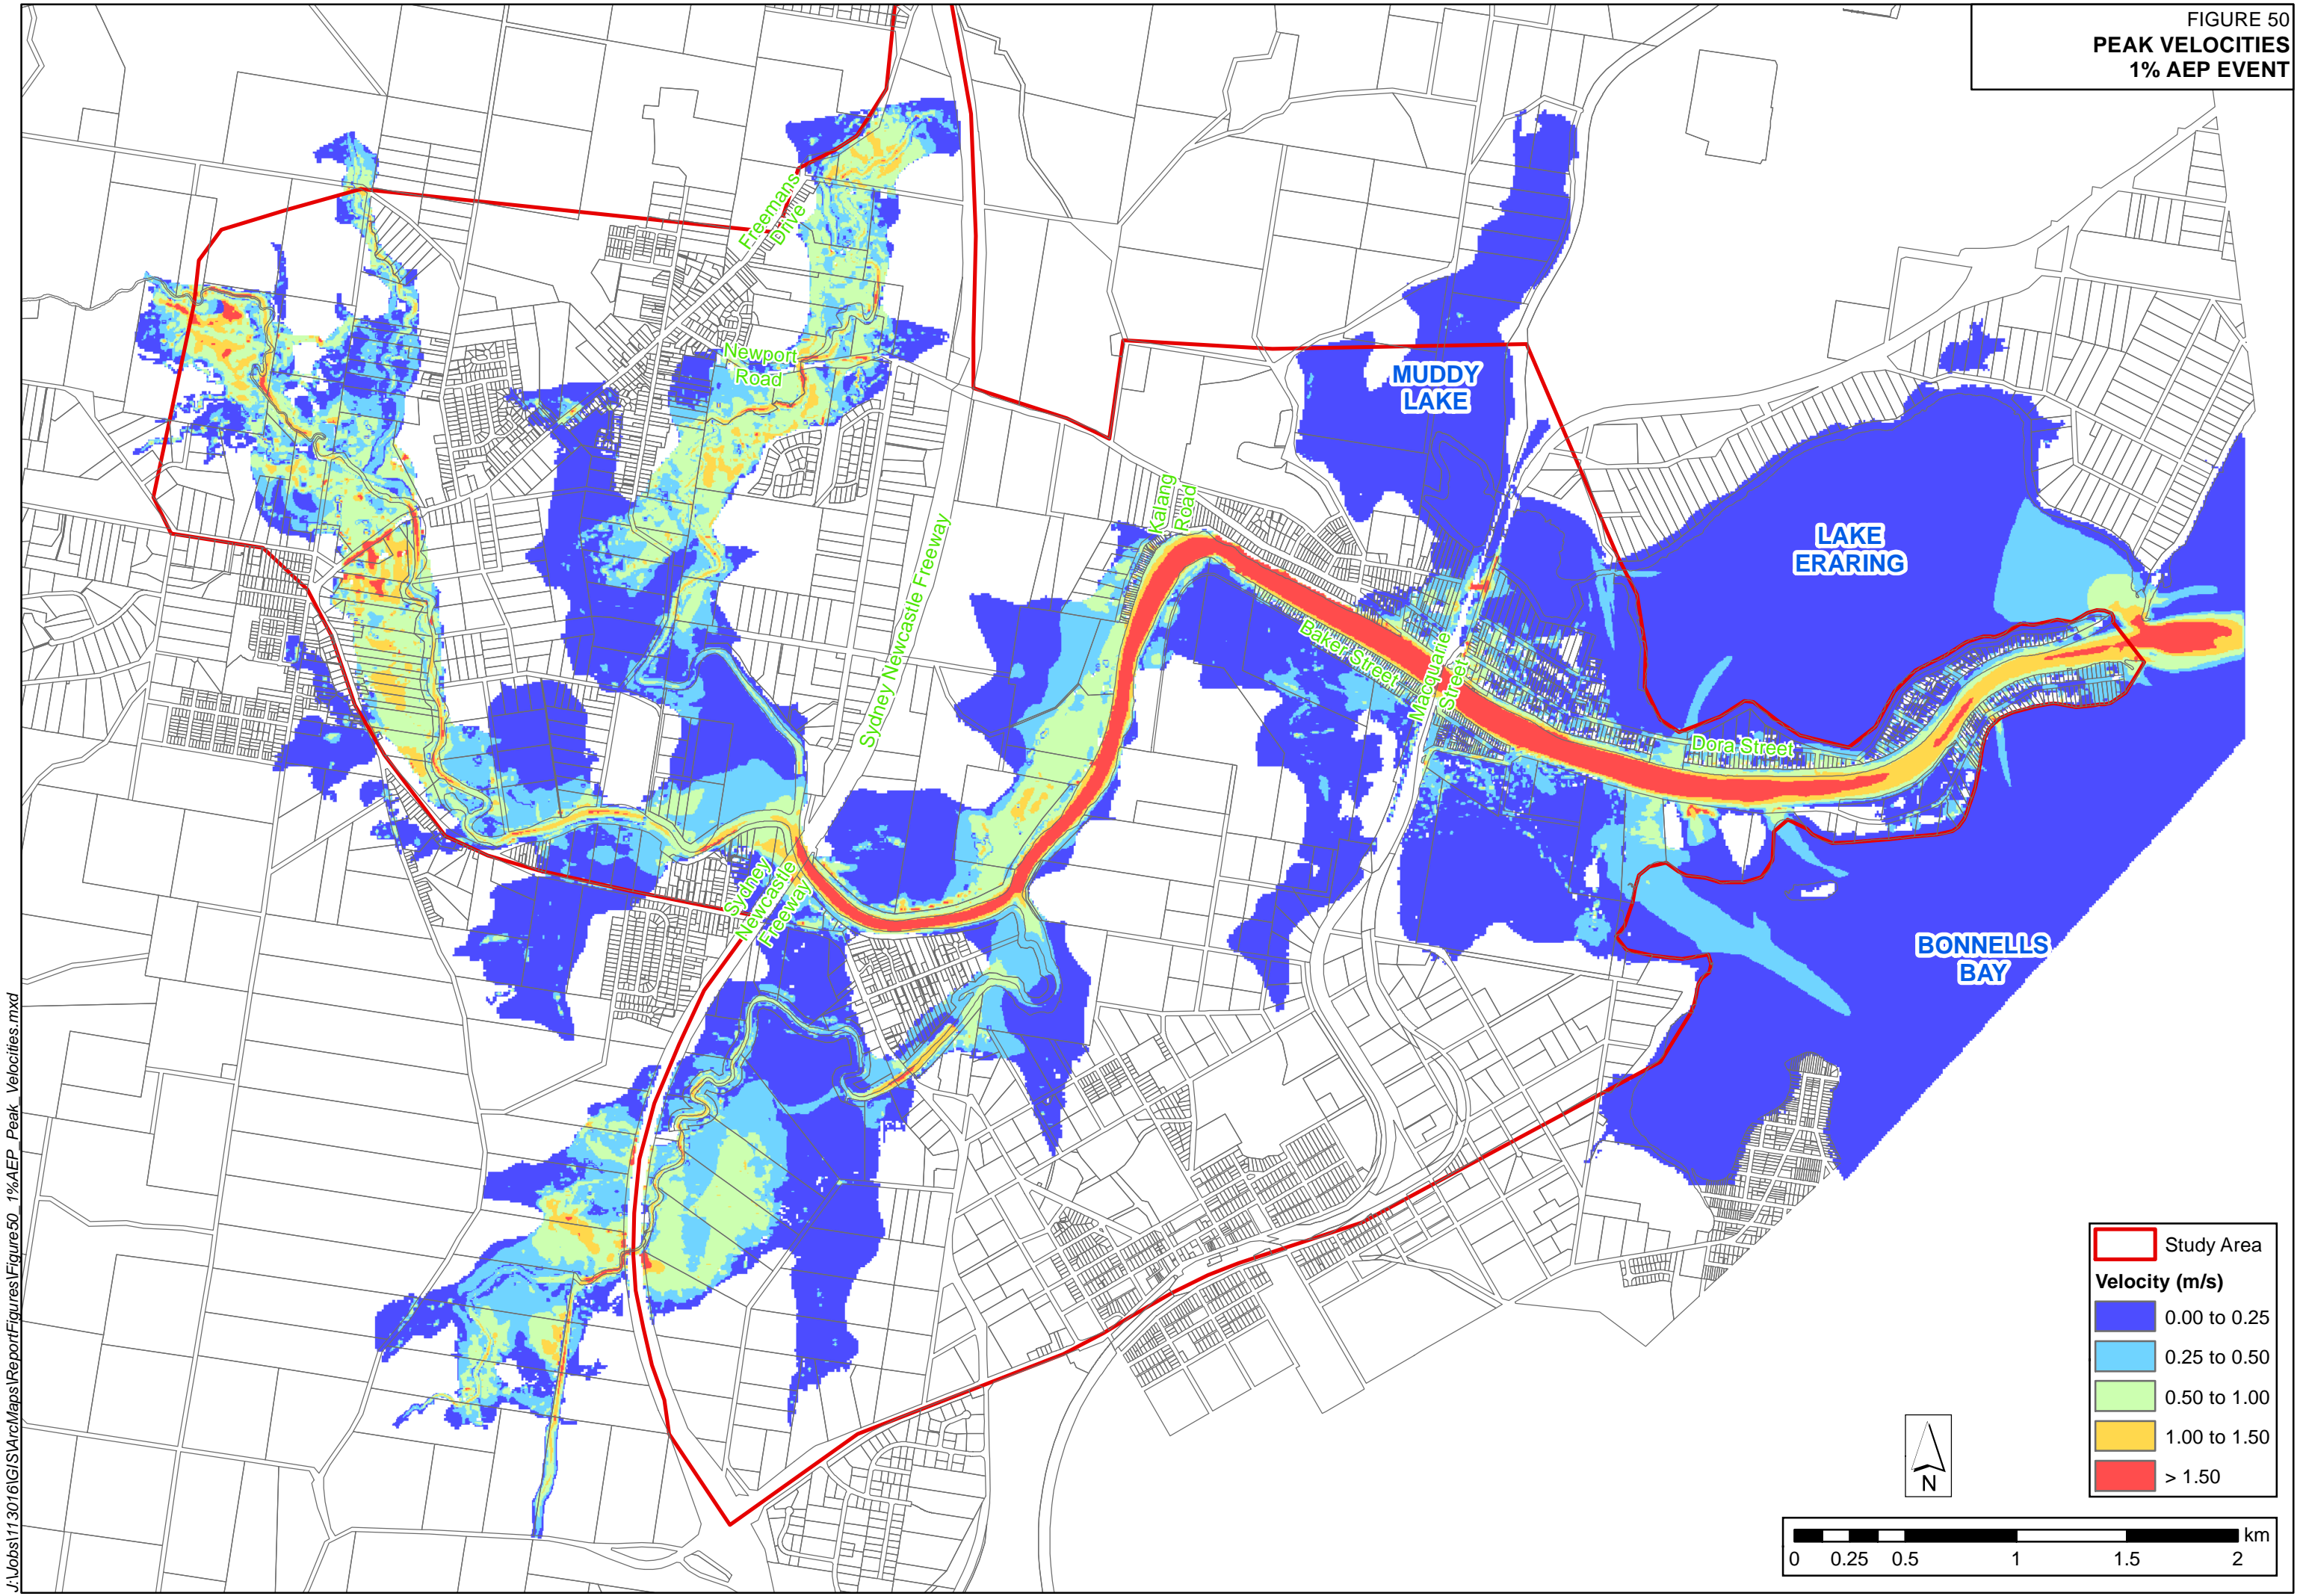 FIGURE 50
PEAK VELOCITIES
1% AEP EVENT
Freemans
Drive
Newport
Road
MUDDY
LAKE
Kalang
Road
LAKE
ERARING
Sydney Newcastle Freeway
Baker Street
Macquarie
Street
Dora Street
Sydney
Newcastle
Freeway
BONNELLS
BAY
J:\Jobs\113016\GIS\ArcMaps\ReportFigures\Figure50_1%AEP_Peak_Velocities.mxd
Study Area
Velocity (m/s)
0.00 to 0.25
0.25 to 0.50
0.50 to 1.00
1.00 to 1.50
> 1.50
N
km
0 0.25 0.5 1 1.5 2